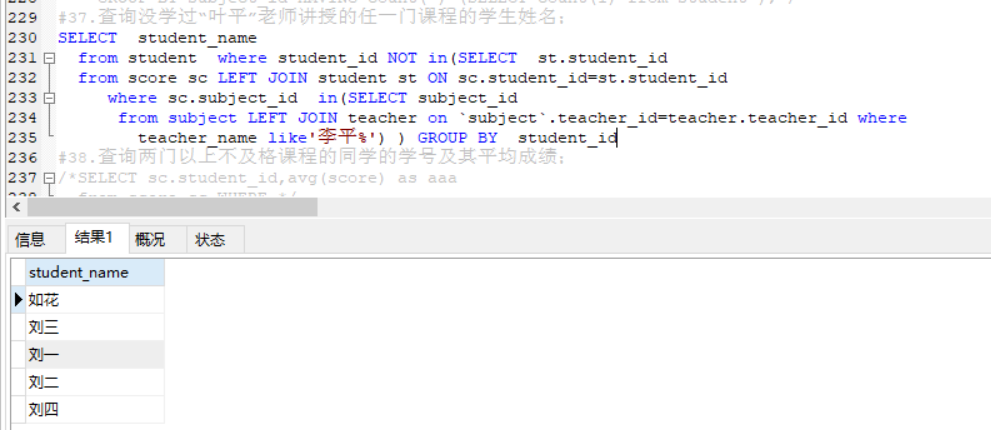 229 #37.查询没学过“叶平”老师讲授的任一门课程的学生姓名;
230 SELECT student_name
231 from student where student_id NOT in(SELECT st.student_id
232 from score sc LEFT JOIN student st ON sc.student_id=st.student_id
233 where sc.subject_id in(SELECT subject_id
234 from subject LEFT JOIN teacher on `subject`.teacher_id=teacher.teacher_id where
235 teacher_name like'李平%') ) GROUP BY student_id
236 #38.查询两门以上不及格课程的同学的学号及其平均成绩;
237 /*SELECT sc.student_id,avg(score) as aaa
信息 结果1 概况 状态
student_name
如花
刘三
刘一
刘二
刘四